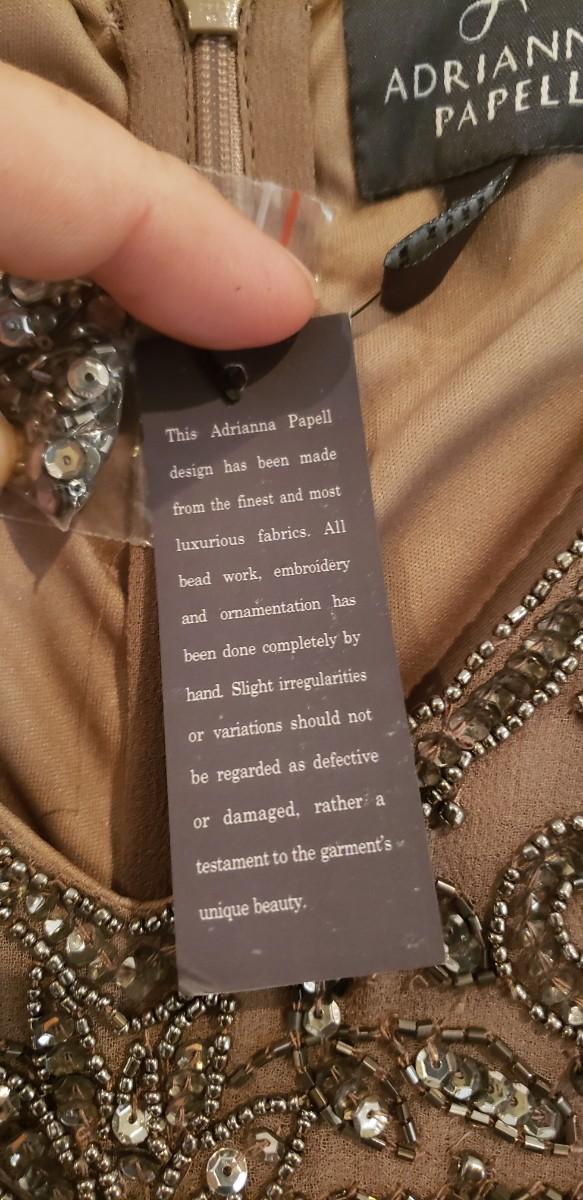 ADRIANN
PAPELL
This Adrianna Papell
design has been made
from the finest and most
luxurious fabrics. All
bead work, embroidery
and ornamentation has
been done completely by
hand. Slight irregularities
or variations should not
be regarded as defective
or damaged, rather a
testament to the garment's
unique beauty.